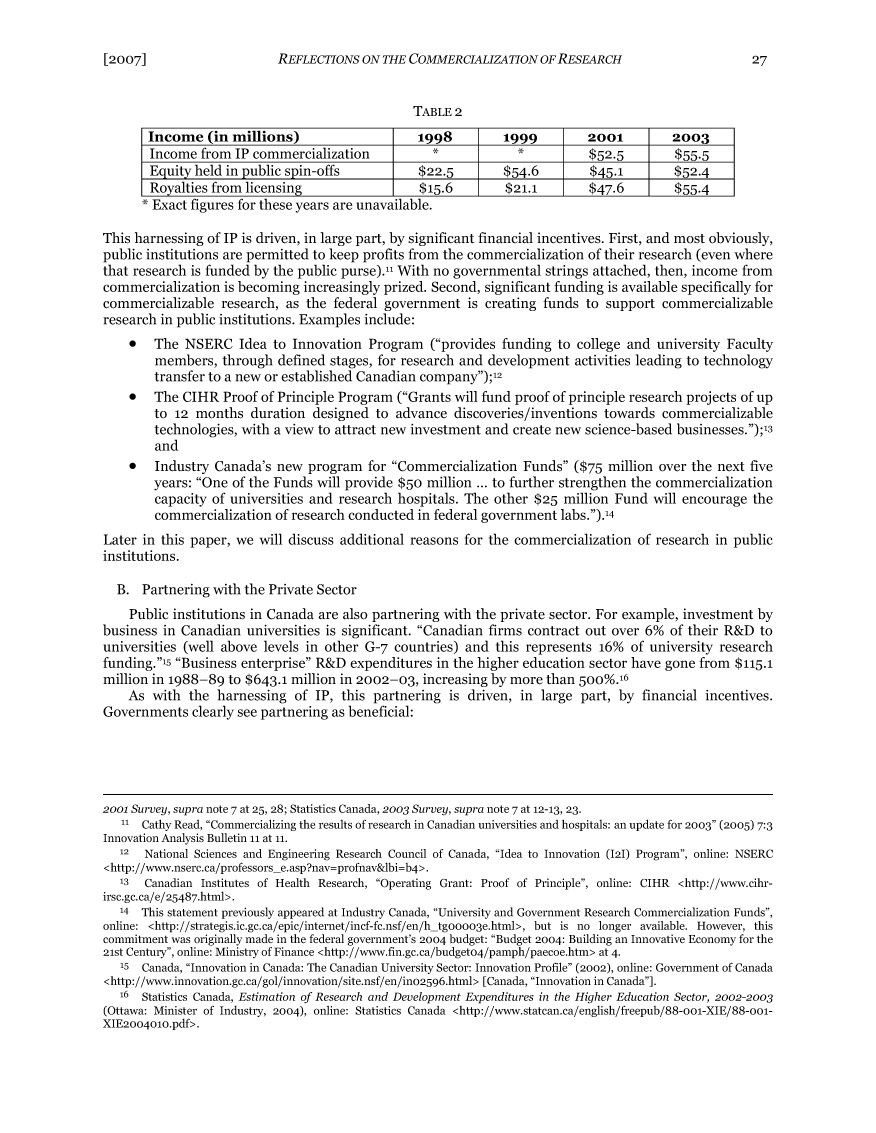 [2007] REFLECTIONS ON THE COMMERCIALIZATION OF RESEARCH 27
TABLE 2
Income (in millions) 1998 1999 2001 2003
Income from IP commercialization * * $52.5 $55.5
Equity held in public spin-offs $22.5 $54.6 $45.1 $52.4
Royalties from licensing $15.6 $21.1 $47.6 $55.4
* Exact figures for these years are unavailable.
This harnessing of IP is driven, in large part, by significant financial incentives. First, and most obviously,
public institutions are permitted to keep profits from the commercialization of their research (even where
that research is funded by the public purse).11 With no governmental strings attached, then, income from
commercialization is becoming increasingly prized. Second, significant funding is available specifically for
commercializable research, as the federal government is creating funds to support commercializable
research in public institutions. Examples include:
• The NSERC Idea to Innovation Program (“provides funding to college and university Faculty
members, through defined stages, for research and development activities leading to technology
transfer to a new or established Canadian company”);12
• The CIHR Proof of Principle Program (“Grants will fund proof of principle research projects of up
to 12 months duration designed to advance discoveries/inventions towards commercializable
technologies, with a view to attract new investment and create new science-based businesses.”);13
and
• Industry Canada’s new program for “Commercialization Funds” ($75 million over the next five
years: “One of the Funds will provide $50 million … to further strengthen the commercialization
capacity of universities and research hospitals. The other $25 million Fund will encourage the
commercialization of research conducted in federal government labs.”).14
Later in this paper, we will discuss additional reasons for the commercialization of research in public
institutions.
B. Partnering with the Private Sector
Public institutions in Canada are also partnering with the private sector. For example, investment by
business in Canadian universities is significant. “Canadian firms contract out over 6% of their R&D to
universities (well above levels in other G-7 countries) and this represents 16% of university research
funding.”15 “Business enterprise” R&D expenditures in the higher education sector have gone from $115.1
million in 1988–89 to $643.1 million in 2002–03, increasing by more than 500%.16
As with the harnessing of IP, this partnering is driven, in large part, by financial incentives.
Governments clearly see partnering as beneficial:
2001 Survey, supra note 7 at 25, 28; Statistics Canada, 2003 Survey, supra note 7 at 12-13, 23.
11 Cathy Read, “Commercializing the results of research in Canadian universities and hospitals: an update for 2003” (2005) 7:3
Innovation Analysis Bulletin 11 at 11.
12 National Sciences and Engineering Research Council of Canada, “Idea to Innovation (I2I) Program”, online: NSERC
<http://www.nserc.ca/professors_e.asp?nav=profnav&lbi=b4>.
13 Canadian Institutes of Health Research, “Operating Grant: Proof of Principle”, online: CIHR <http://www.cihr-
irsc.gc.ca/e/25487.html>.
14 This statement previously appeared at Industry Canada, “University and Government Research Commercialization Funds”,
online: <http://strategis.ic.gc.ca/epic/internet/incf-fc.nsf/en/h_tg00003e.html>, but is no longer available. However, this
commitment was originally made in the federal government’s 2004 budget: “Budget 2004: Building an Innovative Economy for the
21st Century”, online: Ministry of Finance <http://www.fin.gc.ca/budget04/pamph/paecoe.htm> at 4.
15 Canada, “Innovation in Canada: The Canadian University Sector: Innovation Profile” (2002), online: Government of Canada
<http://www.innovation.gc.ca/gol/innovation/site.nsf/en/in02596.html> [Canada, “Innovation in Canada”].
16 Statistics Canada, Estimation of Research and Development Expenditures in the Higher Education Sector, 2002-2003
(Ottawa: Minister of Industry, 2004), online: Statistics Canada <http://www.statcan.ca/english/freepub/88-001-XIE/88-001-
XIE2004010.pdf>.